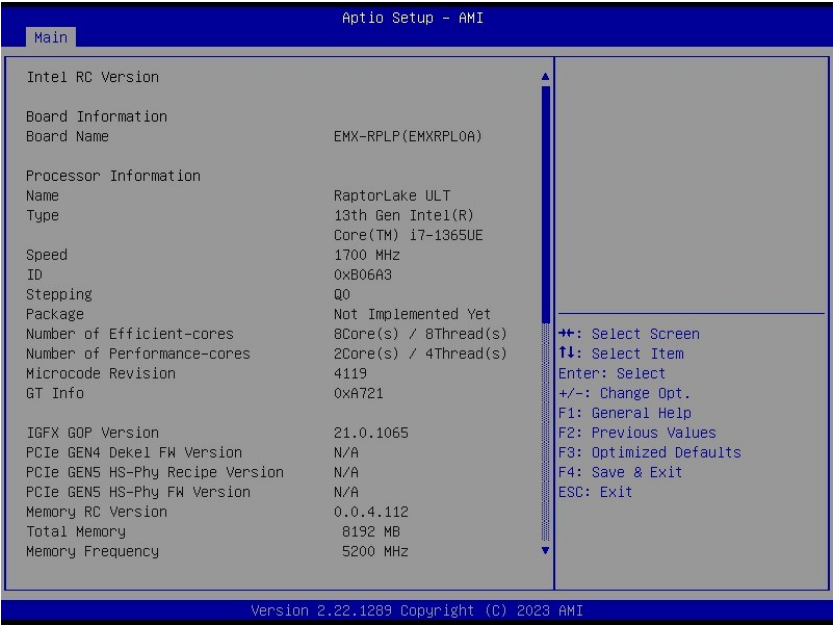 Aptio Setup – AMI
Main
Intel RC Version
Board Information
Board Name EMX-RPLP(EMXRPL0A)
Processor Information
Name RaptorLake ULT
Type 13th Gen Intel(R)
Core(TM) i7-1365UE
Speed 1700 MHz
ID 0xB06A3
Stepping Q0
Package Not Implemented Yet
Number of Efficient-cores 8Core(s) / 8Thread(s)
Number of Performance-cores 2Core(s) / 4Thread(s)
Microcode Revision 4119
GT Info 0xA721
IGFX GOP Version 21.0.1065
PCIe GEN4 Dekel FW Version N/A
PCIe GEN5 HS-Phy Recipe Version N/A
PCIe GEN5 HS-Phy FW Version N/A
Memory RC Version 0.0.4.112
Total Memory 8192 MB
Memory Frequency 5200 MHz
→←: Select Screen
↑↓: Select Item
Enter: Select
+/-: Change Opt.
F1: General Help
F2: Previous Values
F3: Optimized Defaults
F4: Save & Exit
ESC: Exit
Version 2.22.1289 Copyright (C) 2023 AMI